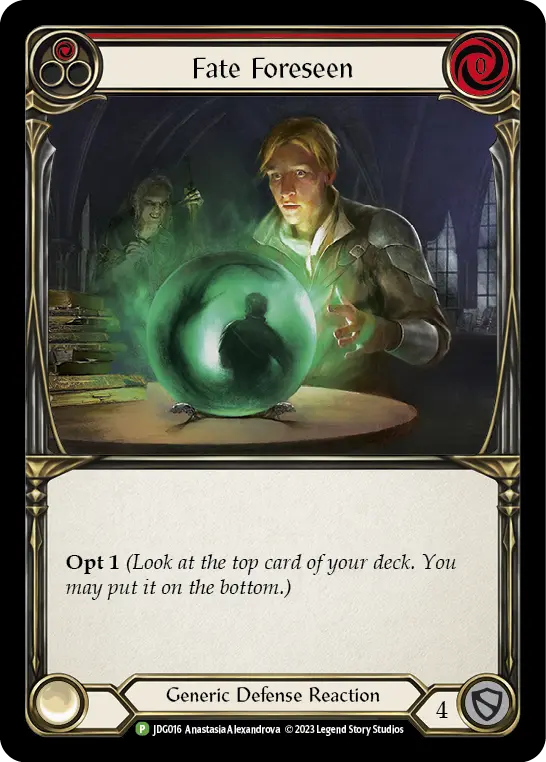 Fate Foreseen
0
Opt 1 (Look at the top card of your deck. You
may put it on the bottom.)
Generic Defense Reaction
4
P JDG016 Anastasia Alexandrova © 2023 Legend Story Studios